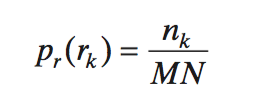 p_r(r_k) = n_k / MN